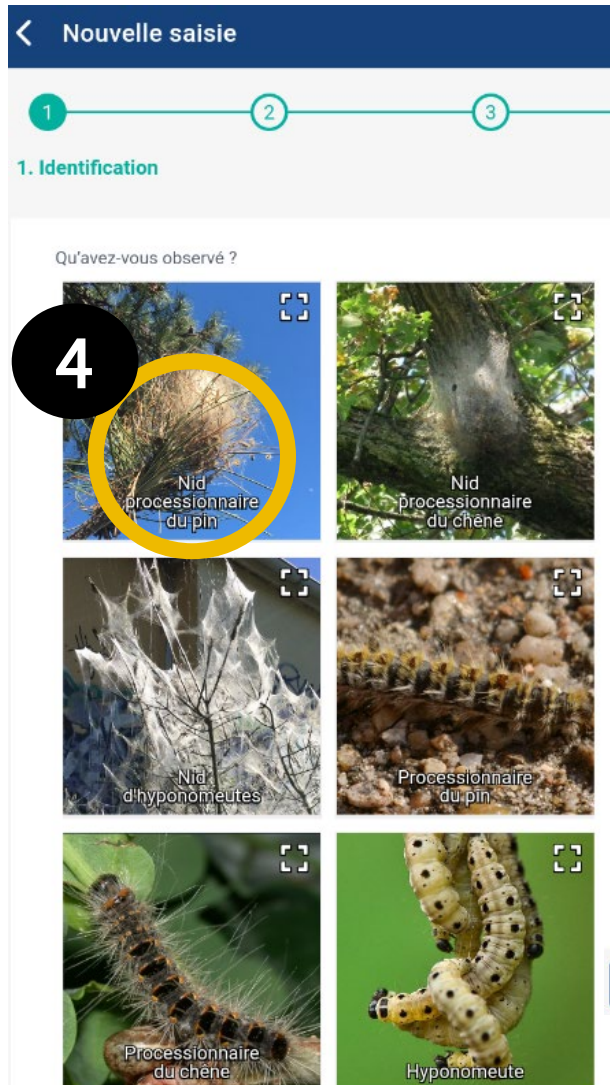 Nouvelle saisie
1
2
3
1. Identification
Qu'avez-vous observé ?
4
Nid
processionnaire
du pin
Nid
processionnaire
du chêne
Nid
d'hyponomeutes
Processionnaire
du pin
Processionnaire
du chêne
Hyponomeute